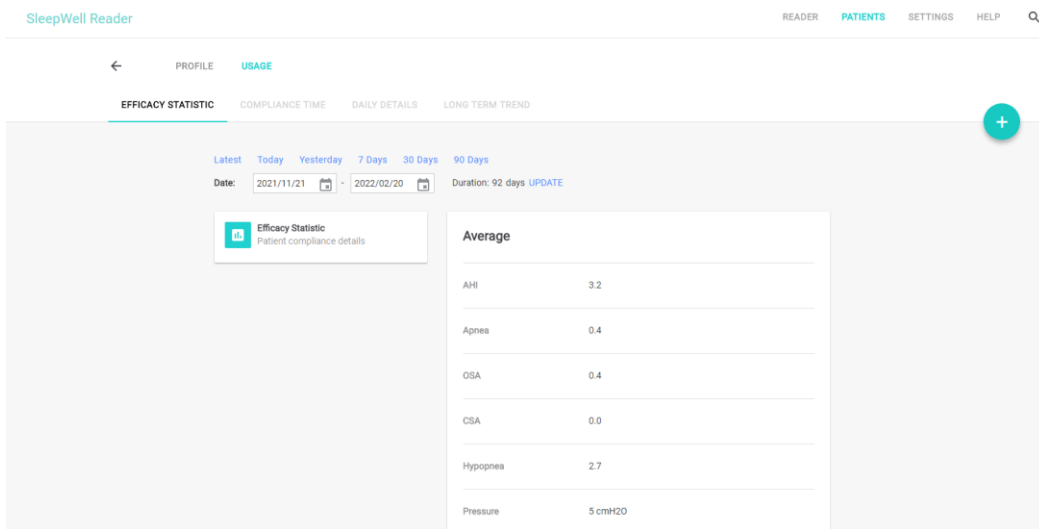 SleepWell Reader READER PATIENTS SETTINGS HELP
PROFILE USAGE
EFFICACY STATISTIC COMPLIANCE TIME DAILY DETAILS LONG TERM TREND
+
Latest Today Yesterday 7 Days 30 Days 90 Days
Date: 2021/11/21 - 2022/02/20 Duration: 92 days UPDATE
Efficacy Statistic
Patient compliance details
Average
AHI 3.2
Apnea 0.4
OSA 0.4
CSA 0.0
Hypopnea 2.7
Pressure 5 cmH2O